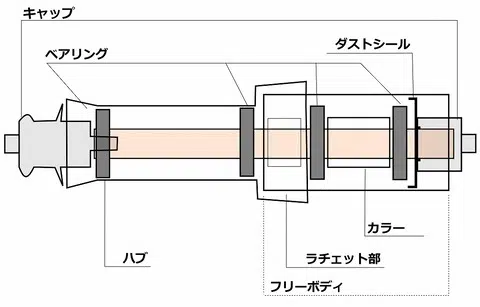 キャップ
ダストシール
ベアリング
カラー
ハブ
ラチェット部
フリーボディ